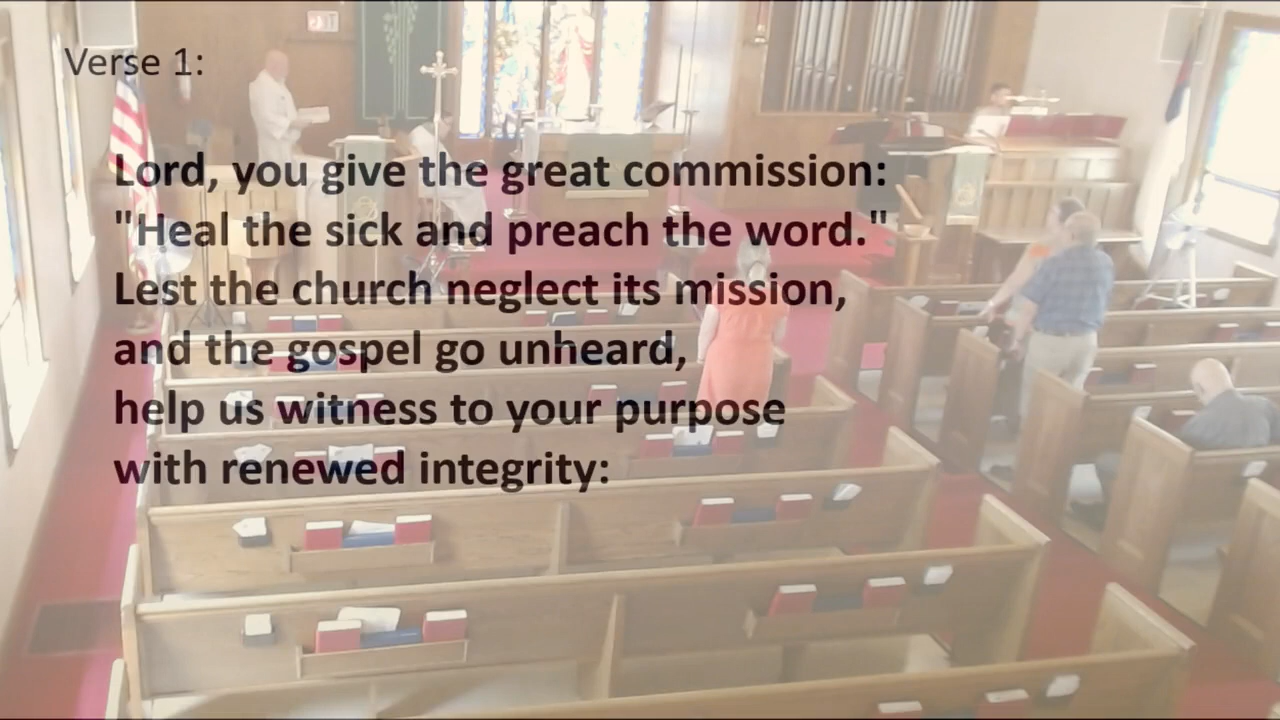 Verse 1:
Lord, you give the great commission:
"Heal the sick and preach the word."
Lest the church neglect its mission,
and the gospel go unheard,
help us witness to your purpose
with renewed integrity: